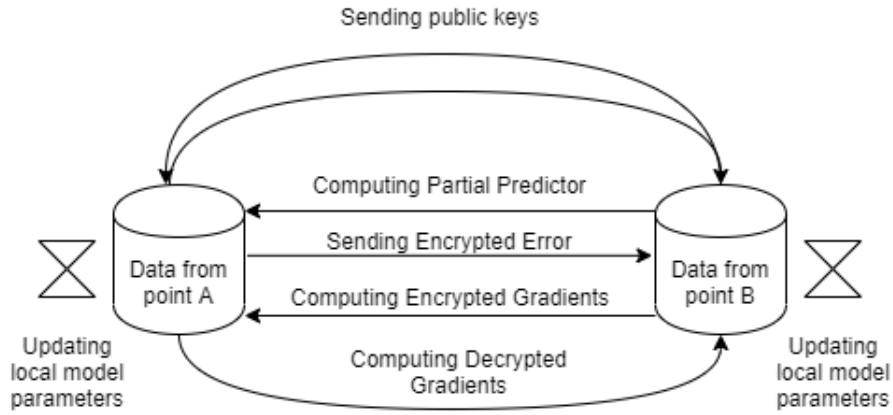 Sending public keys
Computing Partial Predictor
Sending Encrypted Error
Data from
point A
Data from
point B
Computing Encrypted Gradients
Updating
local model
parameters
Computing Decrypted
Gradients
Updating
local model
parameters